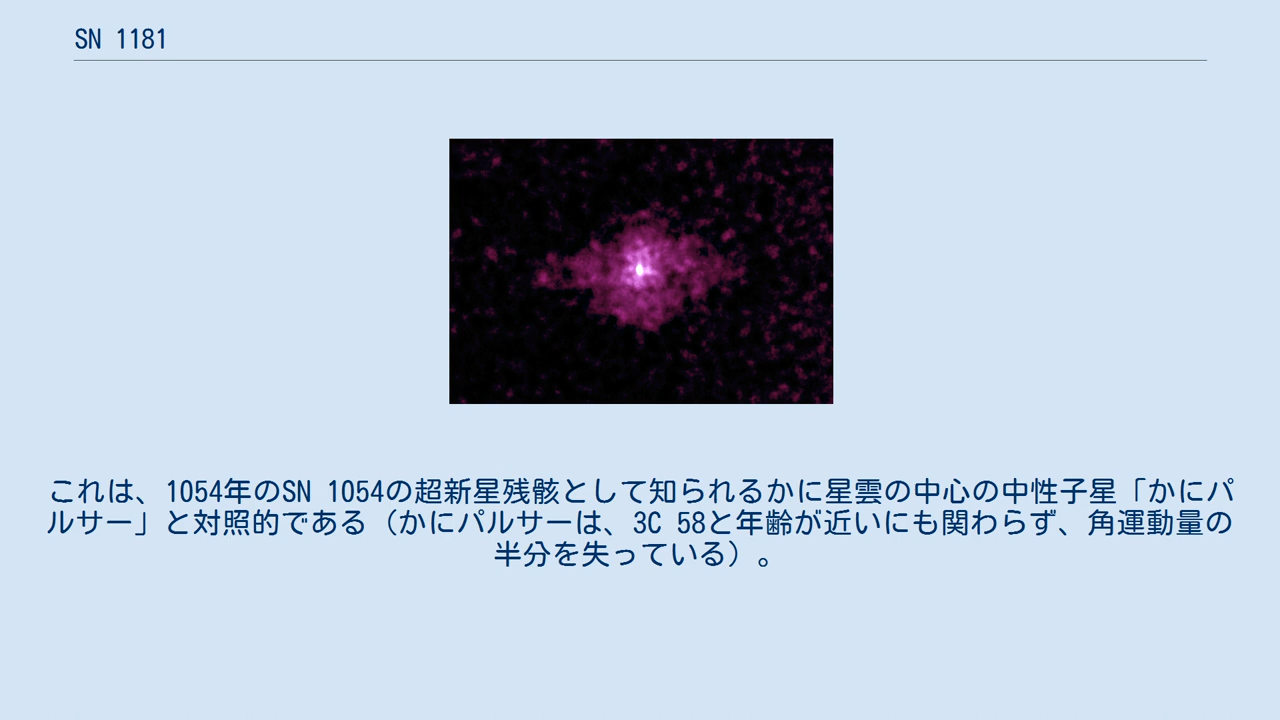 SN 1181
これは、1054年のSN 1054の超新星残骸として知られるかに星雲の中心の中性子星「かにパ
ルサー」と対照的である（かにパルサーは、3C 58と年齢が近いにも関わらず、角運動量の
半分を失っている）。